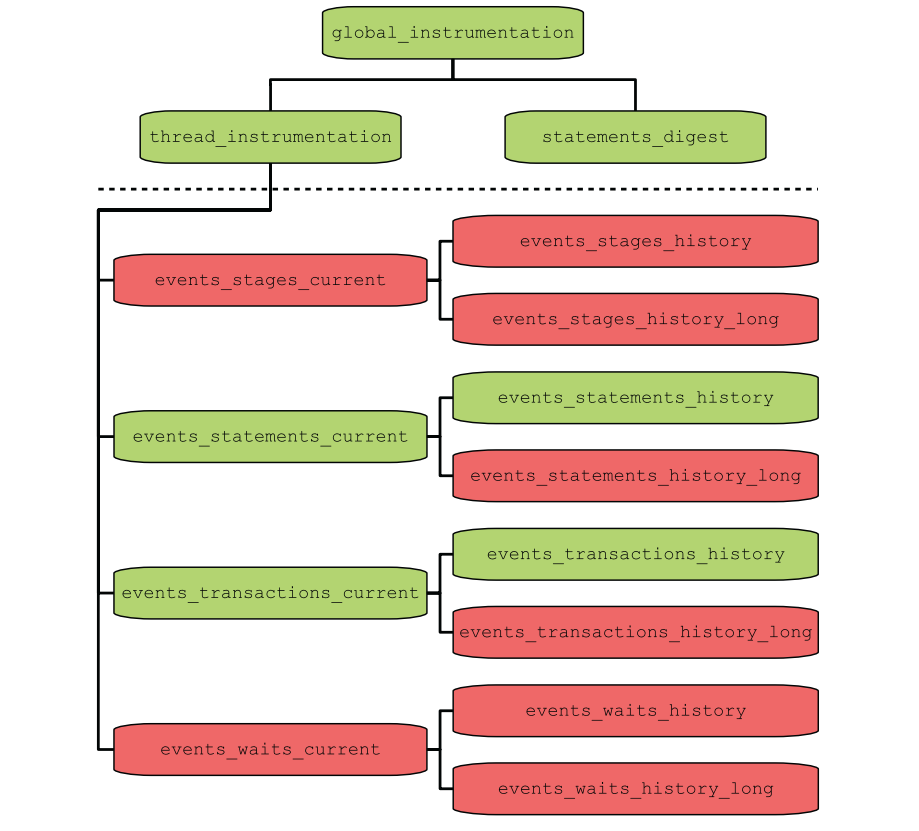 global_instrumentation
thread_instrumentation
statements_digest
events_stages_current
events_stages_history
events_stages_history_long
events_statements_current
events_statements_history
events_statements_history_long
events_transactions_current
events_transactions_history
events_transactions_history_long
events_waits_current
events_waits_history
events_waits_history_long